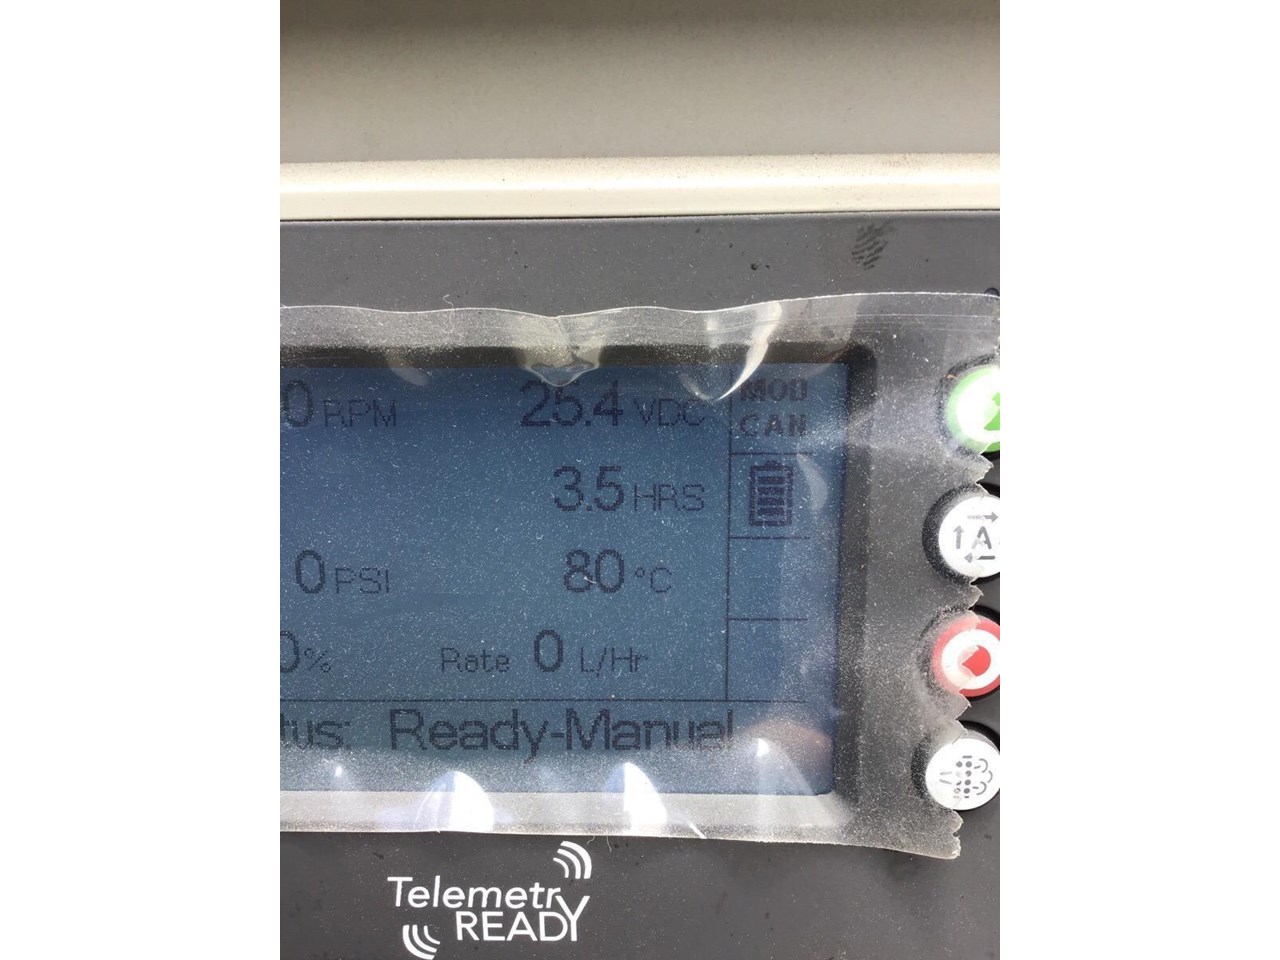 0 RPM 25.4 VDC
MOD
CAN
3.5 HRS
0 PSI 80 °C
0% Rate 0 L/Hr
tus: Ready-Manual
A
Telemetry
READY